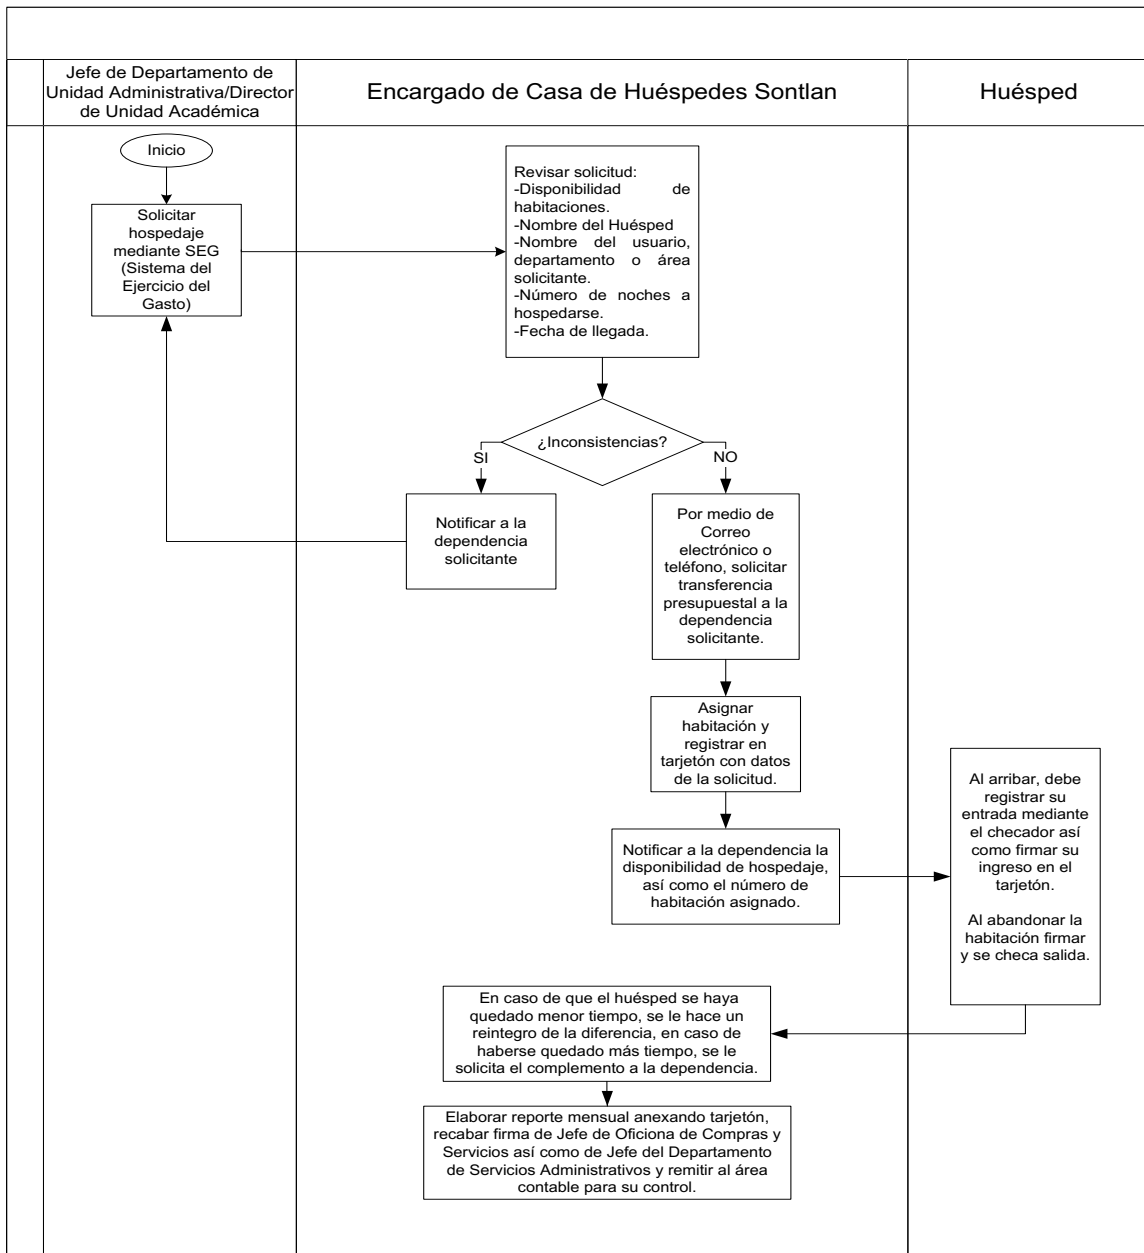 Jefe de Departamento de
Unidad Administrativa/Director
de Unidad Académica
Encargado de Casa de Huéspedes Sontlan
Huésped
Inicio
Solicitar
hospedaje
mediante SEG
(Sistema del
Ejercicio del
Gasto)
Revisar solicitud:
-Disponibilidad de
habitaciones.
-Nombre del Huésped
-Nombre del usuario,
departamento o área
solicitante.
-Número de noches a
hospedarse.
-Fecha de llegada.
¿Inconsistencias?
SI
NO
Notificar a la
dependencia
solicitante
Por medio de
Correo
electrónico o
teléfono, solicitar
transferencia
presupuestal a la
dependencia
solicitante.
Asignar
habitación y
registrar en
tarjetón con datos
de la solicitud.
Notificar a la dependencia la
disponibilidad de hospedaje,
así como el número de
habitación asignado.
Al arribar, debe
registrar su
entrada mediante
el checador así
como firmar su
ingreso en el
tarjetón.
Al abandonar la
habitación firmar
y se checa salida.
En caso de que el huésped se haya
quedado menor tiempo, se le hace un
reintegro de la diferencia, en caso de
haberse quedado más tiempo, se le
solicita el complemento a la dependencia.
Elaborar reporte mensual anexando tarjetón,
recabar firma de Jefe de Oficiona de Compras y
Servicios así como de Jefe del Departamento
de Servicios Administrativos y remitir al área
contable para su control.